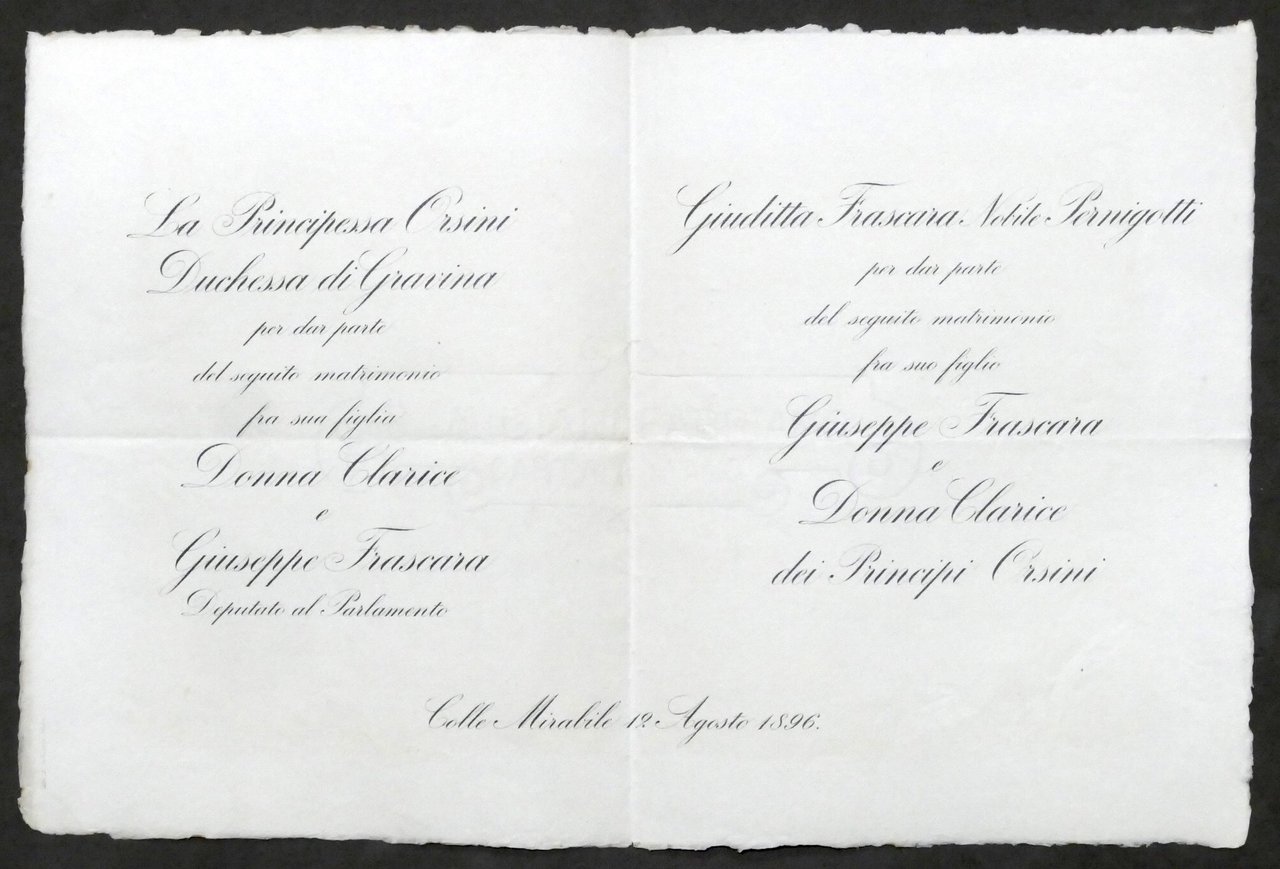 La Principessa Orsini
Duchessa di Gravina
per dar parte
del seguito matrimonio
fra sua figlia
Donna Clarice
e
Giuseppe Frascara
Deputato al Parlamento
Giuditta Frascara Nobile Pernigotti
per dar parte
del seguito matrimonio
fra suo figlio
Giuseppe Frascara
e
Donna Clarice
dei Principi Orsini
Colle Mirabile 12 Agosto 1896.